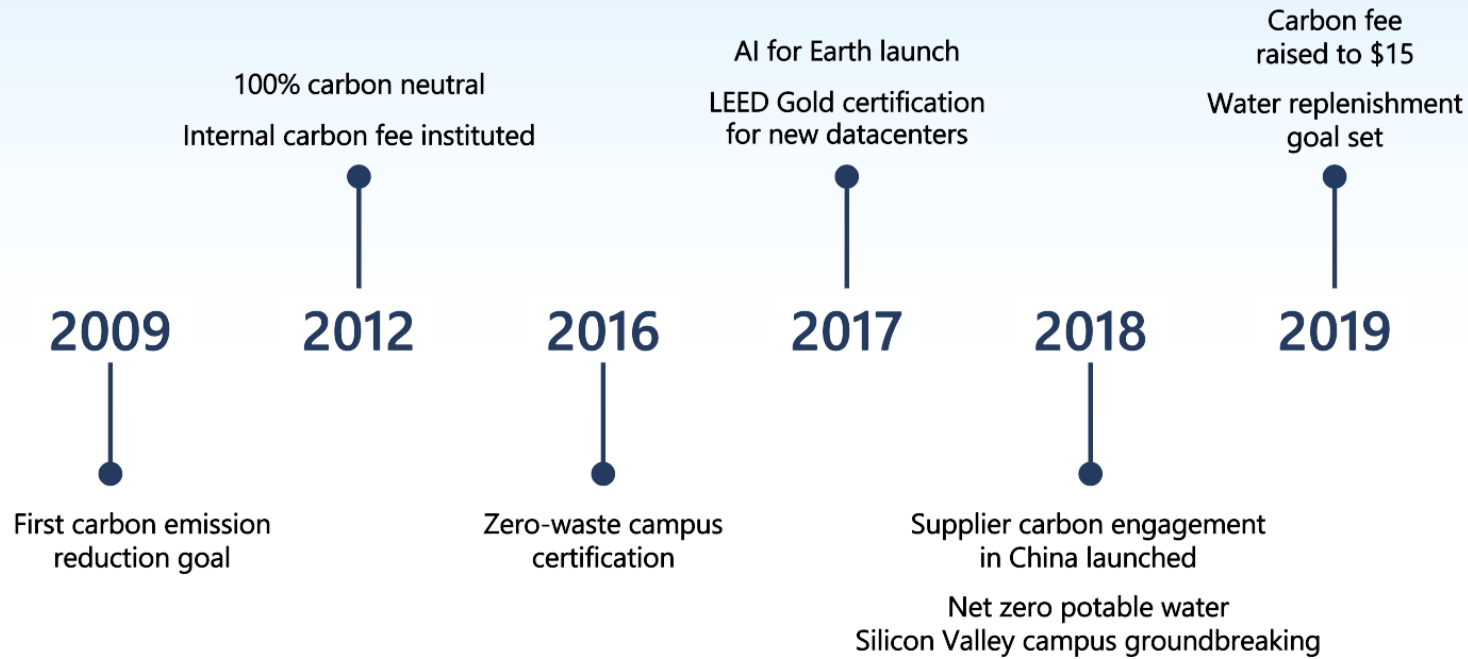 100% carbon neutral
Internal carbon fee instituted
AI for Earth launch
LEED Gold certification
for new datacenters
Carbon fee
raised to $15
Water replenishment
goal set
2009
2012
2016
2017
2018
2019
First carbon emission
reduction goal
Zero-waste campus
certification
Supplier carbon engagement
in China launched
Net zero potable water
Silicon Valley campus groundbreaking